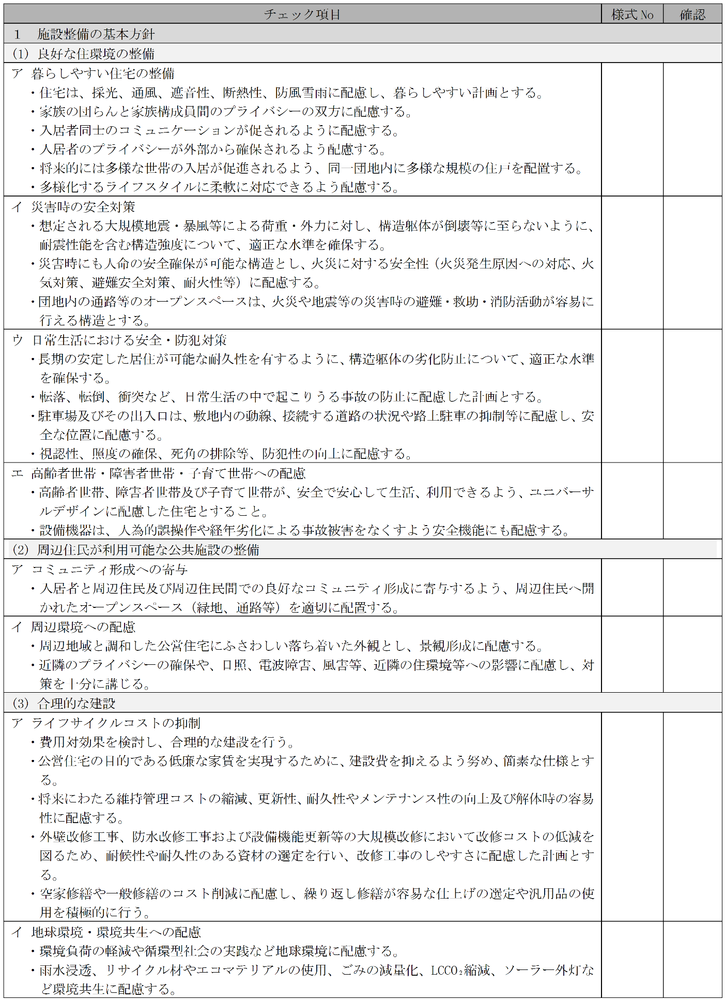 チェック項目 様式No 確認
1 施設整備の基本方針
(1) 良好な住環境の整備
ア 暮らしやすい住宅の整備
・住宅は、採光、通風、遮音性、断熱性、防風雪雨に配慮し、暮らしやすい計画とする。
・家族の団らんと家族構成員間のプライバシーの双方に配慮する。
・入居者同士のコミュニケーションが促されるように配慮する。
・入居者のプライバシーが外部から確保されるよう配慮する。
・将来的には多様な世帯の入居が促進されるよう、同一団地内に多様な規模の住戸を配置する。
・多様化するライフスタイルに柔軟に対応できるよう配慮する。
イ 災害時の安全対策
・想定される大規模地震・暴風等による荷重・外力に対し、構造躯体が倒壊等に至らないように、
耐震性能を含む構造強度について、適正な水準を確保する。
・災害時にも人命の安全確保が可能な構造とし、火災に対する安全性（火災発生原因への対応、火
気対策、避難安全対策、耐火性等）に配慮する。
・団地内の通路等のオープンスペースは、火災や地震等の災害時の避難・救助・消防活動が容易に
行える構造とする。
ウ 日常生活における安全・防犯対策
・長期の安定した居住が可能な耐久性を有するように、構造躯体の劣化防止について、適正な水準
を確保する。
・転落、転倒、衝突など、日常生活の中で起こりうる事故の防止に配慮した計画とする。
・駐車場及びその出入口は、敷地内の動線、接続する道路の状況や路上駐車の抑制等に配慮し、安
全な位置に配慮する。
・視認性、照度の確保、死角の排除等、防犯性の向上に配慮する。
エ 高齢者世帯・障害者世帯・子育て世帯への配慮
・高齢者世帯、障害者世帯及び子育て世帯が、安全で安心して生活、利用できるよう、ユニバーサ
ルデザインに配慮した住宅とすること。
・設備機器は、人為的誤操作や経年劣化による事故被害をなくすよう安全機能にも配慮する。
(2) 周辺住民が利用可能な公共施設の整備
ア コミュニティ形成への寄与
・入居者と周辺住民及び周辺住民間での良好なコミュニティ形成に寄与するよう、周辺住民へ開
かれたオープンスペース（緑地、通路等）を適切に配置する。
イ 周辺環境への配慮
・周辺地域と調和した公営住宅にふさわしい落ち着いた外観とし、景観形成に配慮する。
・近隣のプライバシーの確保や、日照、電波障害、風害等、近隣の住環境等への影響に配慮し、対
策を十分に講じる。
(3) 合理的な建設
ア ライフサイクルコストの抑制
・費用対効果を検討し、合理的な建設を行う。
・公営住宅の目的である低廉な家賃を実現するために、建設費を抑えるよう努め、簡素な仕様とす
る。
・将来にわたる維持管理コストの縮減、更新性、耐久性やメンテナンス性の向上及び解体時の容易
性に配慮する。
・外壁改修工事、防水改修工事および設備機能更新等の大規模改修において改修コストの低減を
図るため、耐候性や耐久性のある資材の選定を行い、改修工事のしやすさに配慮した計画とす
る。
・空家修繕や一般修繕のコスト削減に配慮し、繰り返し修繕が容易な仕上げの選定や汎用品の使
用を積極的に行う。
イ 地球環境・環境共生への配慮
・環境負荷の軽減や循環型社会の実践など地球環境に配慮する。
・雨水浸透、リサイクル材やエコマテリアルの使用、ごみの減量化、LCCO₂縮減、ソーラー外灯な
ど環境共生に配慮する。